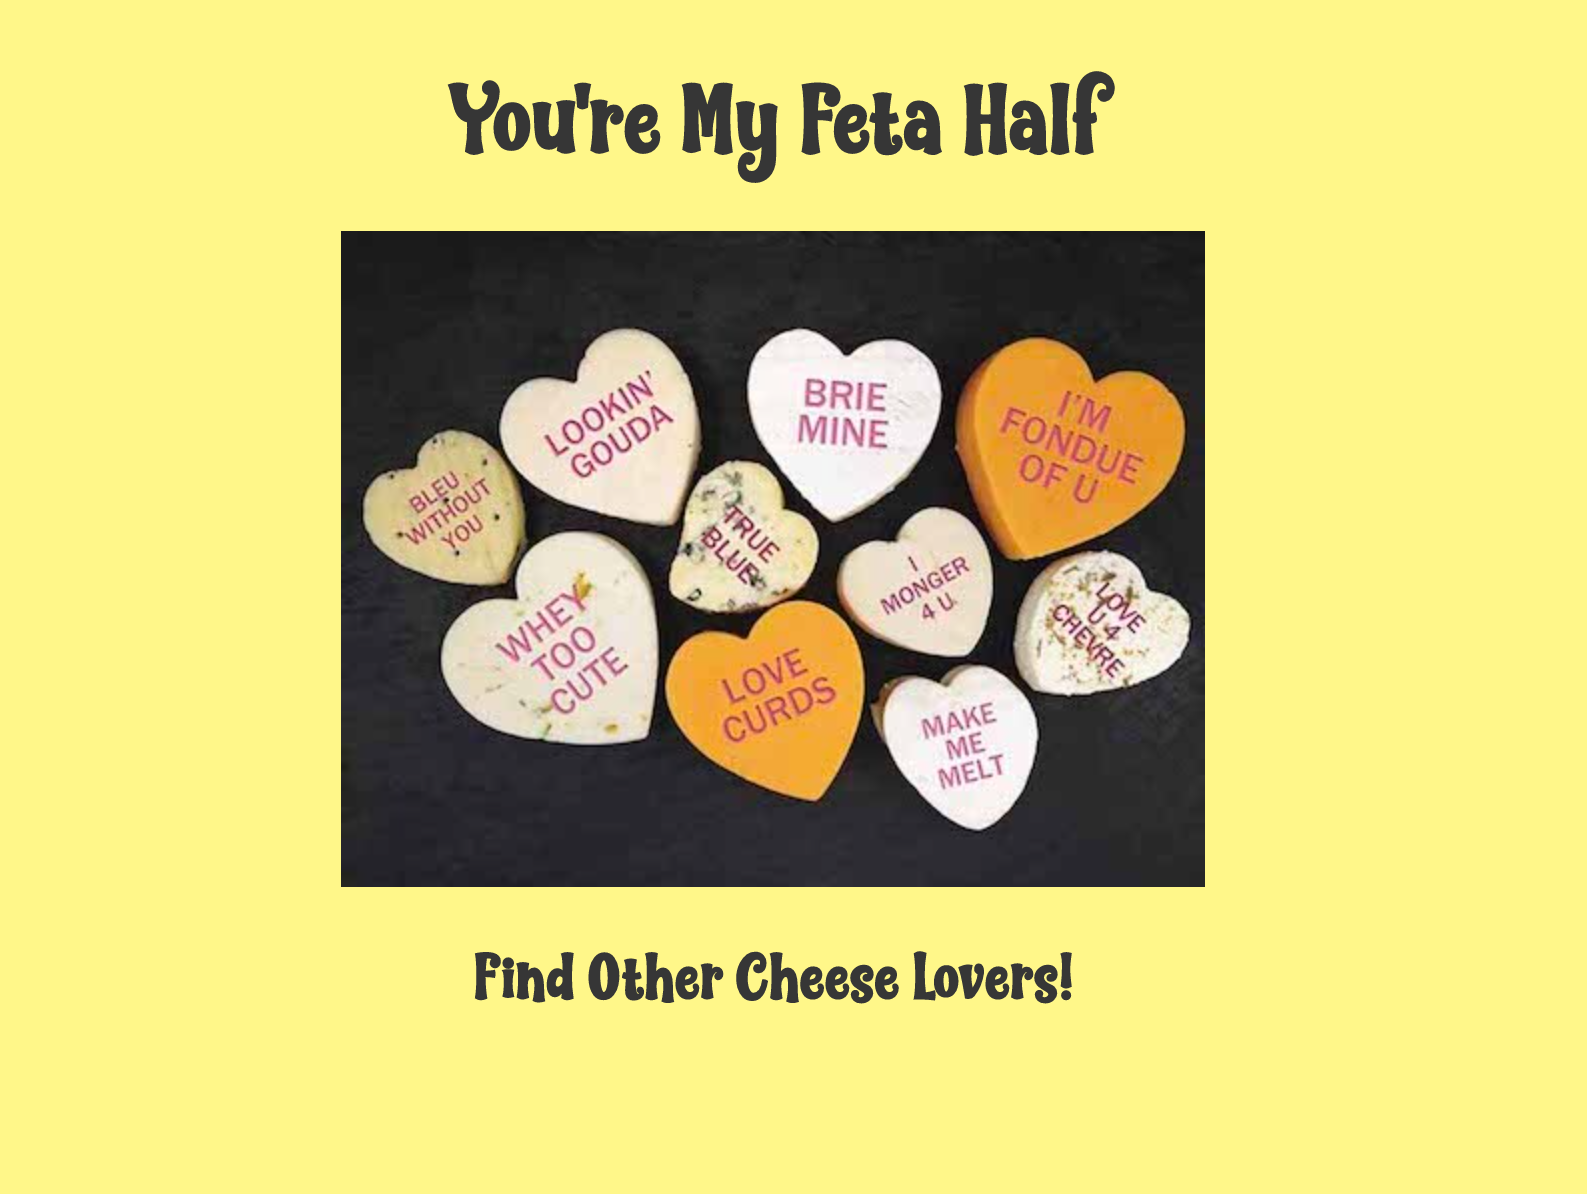 You're My Feta Half
LOOKIN'
GOUDA
BRIE
MINE
I'M
FONDUE
OF U
BLEU
WITHOUT
YOU
TRUE
BLUE
I
MONGER
4 U
LOVE
U 4
CHEVRE
WHEY
TOO
CUTE
LOVE
CURDS
MAKE
ME
MELT
Find Other Cheese Lovers!